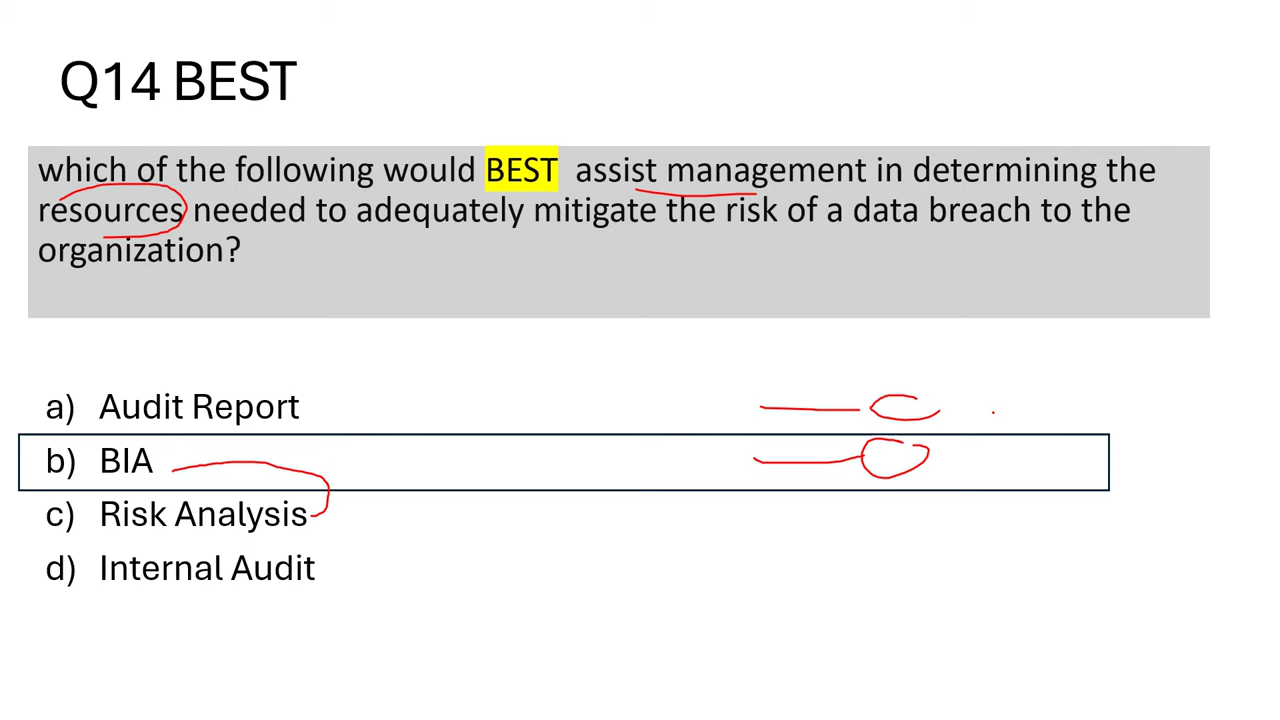 Q14 BEST
which of the following would BEST assist management in determining the
resources needed to adequately mitigate the risk of a data breach to the
organization?
a) Audit Report
b) BIA
c) Risk Analysis
d) Internal Audit